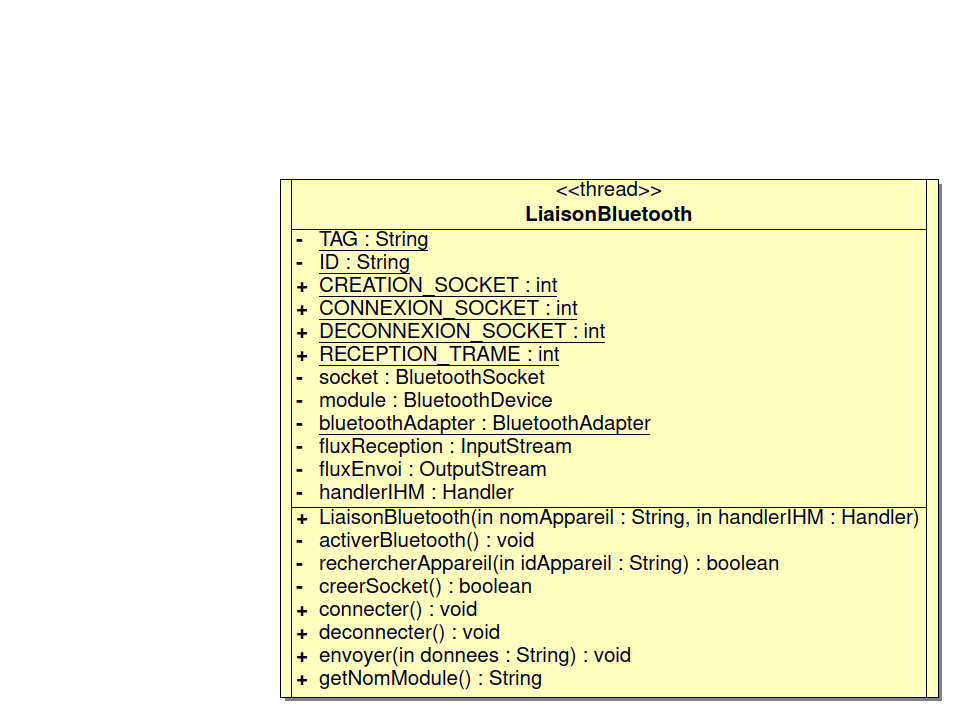 <<thread>>
LiaisonBluetooth
- TAG : String
- ID : String
+ CREATION_SOCKET : int
+ CONNEXION_SOCKET : int
+ DECONNEXION_SOCKET : int
+ RECEPTION_TRAME : int
- socket : BluetoothSocket
- module : BluetoothDevice
- bluetoothAdapter : BluetoothAdapter
- fluxReception : InputStream
- fluxEnvoi : OutputStream
- handlerIHM : Handler
+ LiaisonBluetooth(in nomAppareil : String, in handlerIHM : Handler)
- activerBluetooth() : void
- rechercherAppareil(in idAppareil : String) : boolean
- creerSocket() : boolean
+ connecter() : void
+ deconnecter() : void
+ envoyer(in donnees : String) : void
+ getNomModule() : String